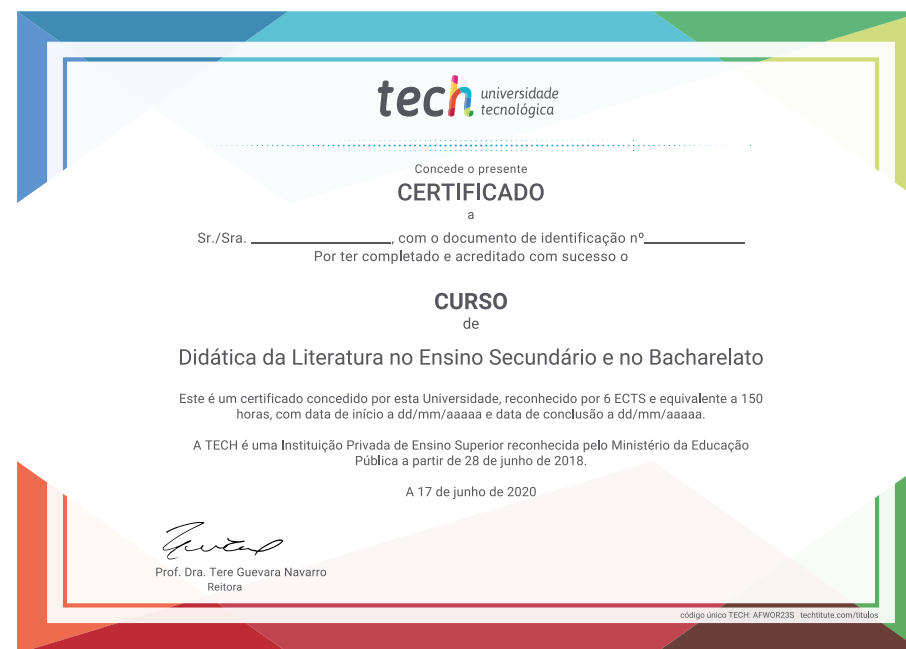 tech universidade
tecnológica
Concede o presente
CERTIFICADO
a
Sr./Sra. ____________________, com o documento de identificação nº______________
Por ter completado e acreditado com sucesso o
CURSO
de
Didática da Literatura no Ensino Secundário e no Bacharelato
Este é um certificado concedido por esta Universidade, reconhecido por 6 ECTS e equivalente a 150
horas, com data de início a dd/mm/aaaaa e data de conclusão a dd/mm/aaaaa.
A TECH é uma Instituição Privada de Ensino Superior reconhecida pelo Ministério da Educação
Pública a partir de 28 de junho de 2018.
A 17 de junho de 2020
Prof. Dra. Tere Guevara Navarro
Reitora
código único TECH: AFWOR23S techtitute.com/titulos